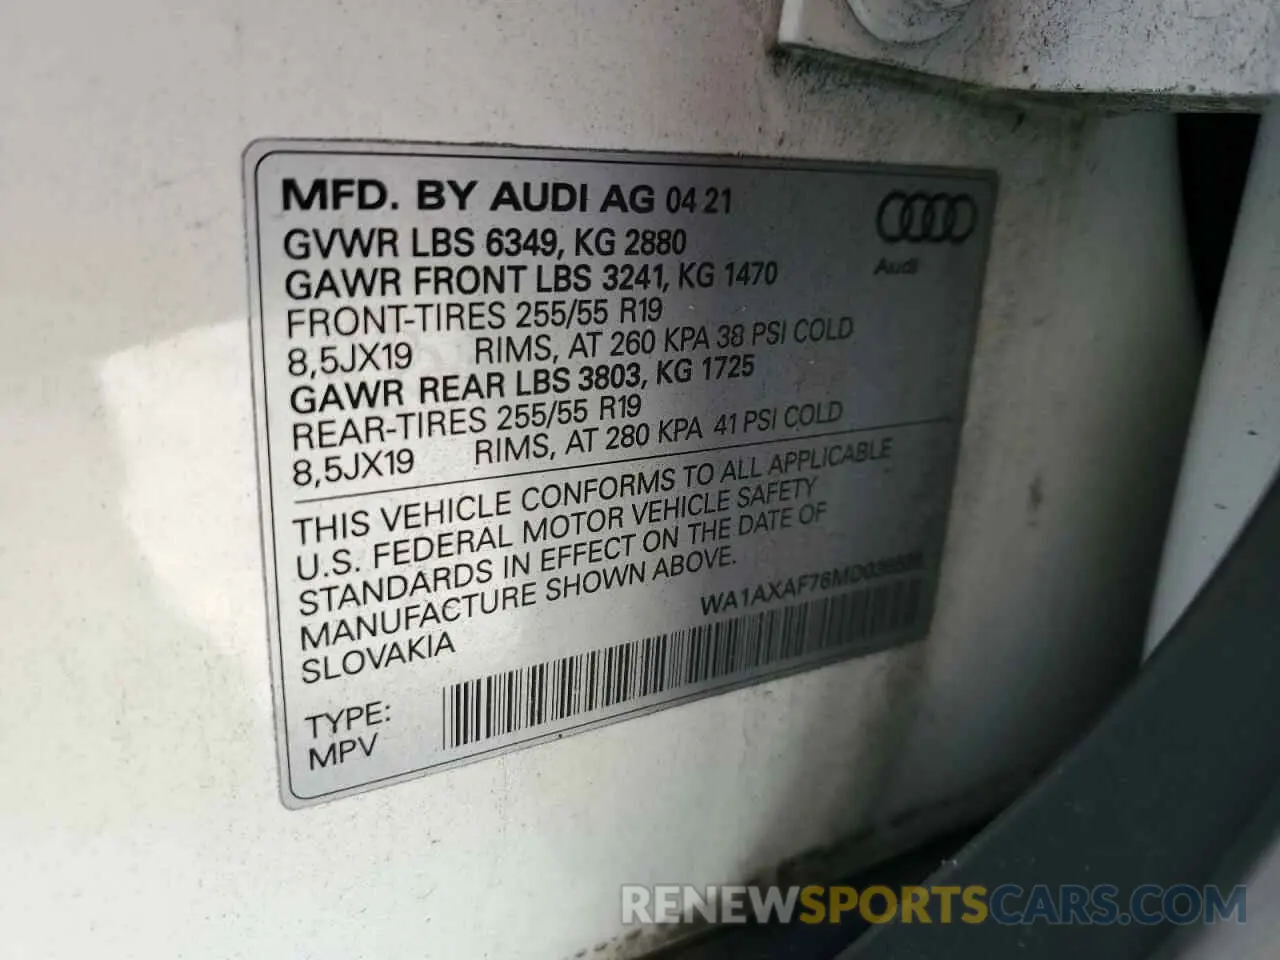 MFD. BY AUDI AG 04 21
Audi
GVWR LBS 6349, KG 2880
GAWR FRONT LBS 3241, KG 1470
FRONT-TIRES 255/55 R19
8,5JX19 RIMS, AT 260 KPA 38 PSI COLD
GAWR REAR LBS 3803, KG 1725
REAR-TIRES 255/55 R19
8,5JX19 RIMS, AT 280 KPA 41 PSI COLD
THIS VEHICLE CONFORMS TO ALL APPLICABLE
U.S. FEDERAL MOTOR VEHICLE SAFETY
STANDARDS IN EFFECT ON THE DATE OF
MANUFACTURE SHOWN ABOVE.
SLOVAKIA
TYPE:
MPV
RENEWSPORTSCARS.COM